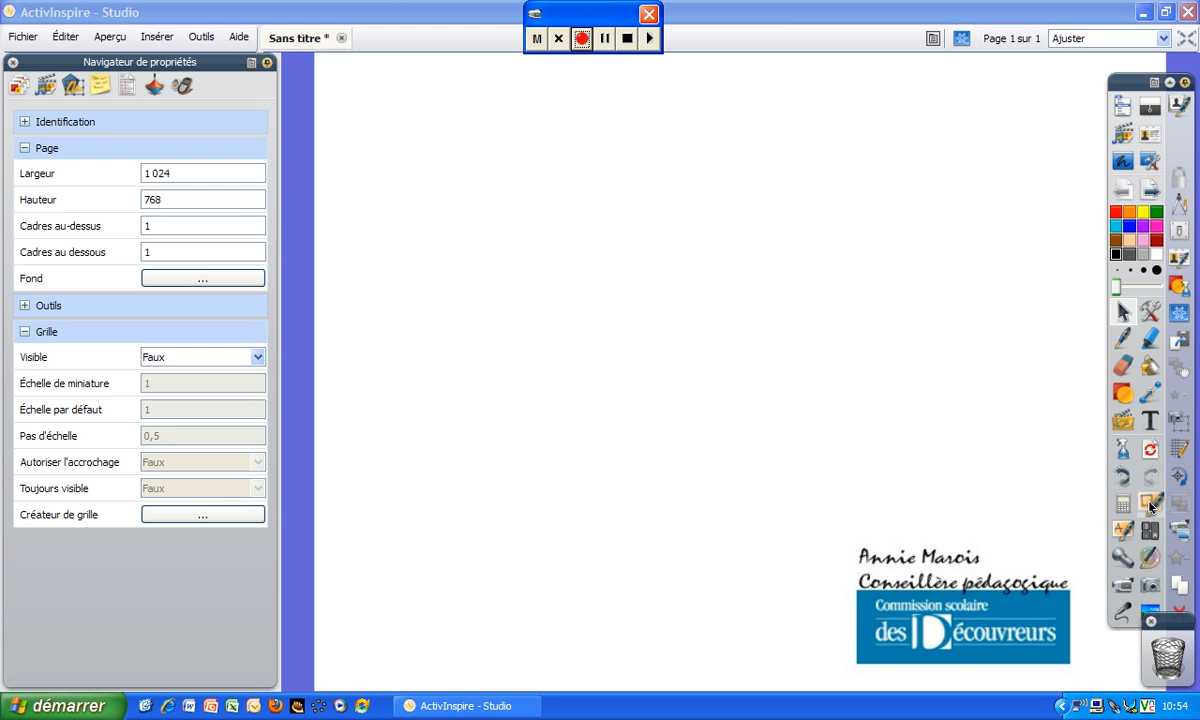 ActivInspire - Studio
Fichier Éditer Aperçu Insérer Outils Aide
Sans titre *
M
Page 1 sur 1
Ajuster
Navigateur de propriétés
Identification
Page
Largeur 1 024
Hauteur 768
Cadres au-dessus 1
Cadres au dessous 1
Fond ...
Outils
Grille
Visible Faux
Échelle de miniature 1
Échelle par défaut 1
Pas d'échelle 0,5
Autoriser l'accrochage Faux
Toujours visible Faux
Créateur de grille ...
T
Annie Marois
Conseillère pédagogique
Commission scolaire
des Découvreurs
démarrer
ActivInspire - Studio
10:54